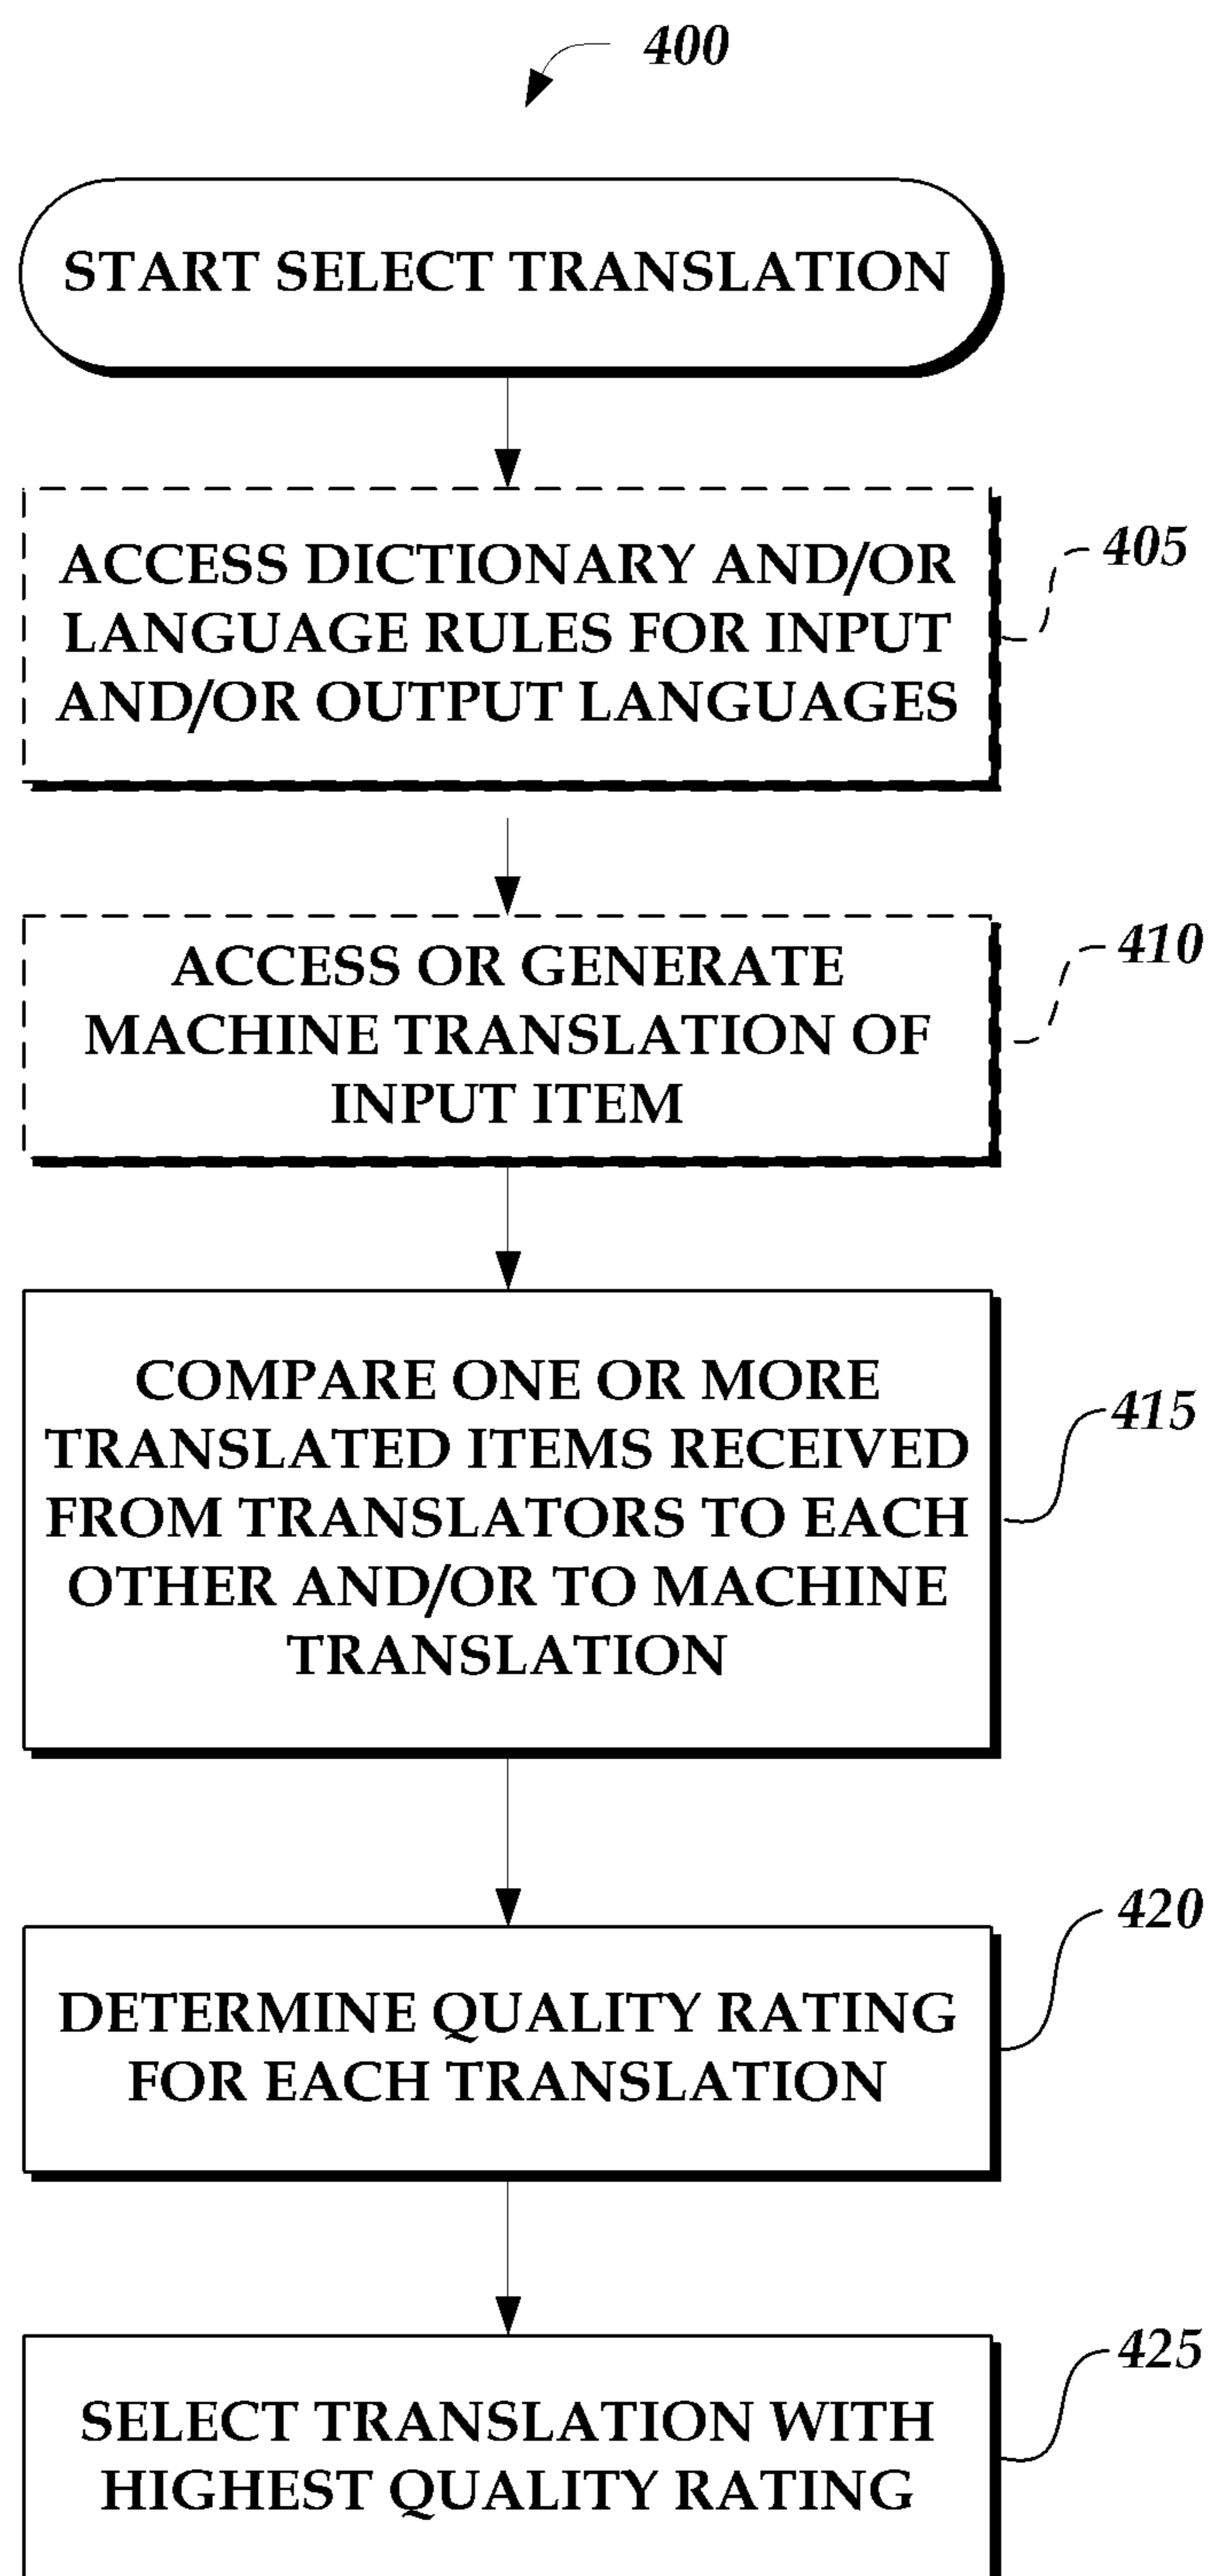 400
START SELECT TRANSLATION
ACCESS DICTIONARY AND/OR
LANGUAGE RULES FOR INPUT
AND/OR OUTPUT LANGUAGES
405
ACCESS OR GENERATE
MACHINE TRANSLATION OF
INPUT ITEM
410
COMPARE ONE OR MORE
TRANSLATED ITEMS RECEIVED
FROM TRANSLATORS TO EACH
OTHER AND/OR TO MACHINE
TRANSLATION
415
DETERMINE QUALITY RATING
FOR EACH TRANSLATION
420
SELECT TRANSLATION WITH
HIGHEST QUALITY RATING
425